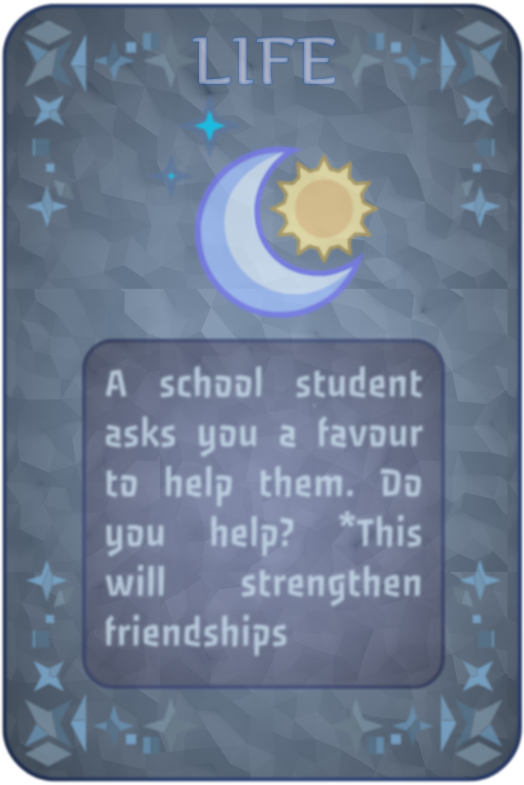 LIFE
A school student
asks you a favour
to help them. Do
you help? *This
will strengthen
friendships